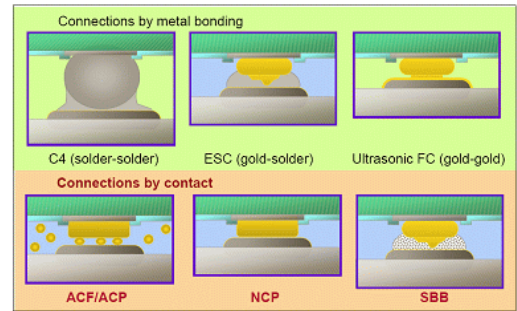 Connections by metal bonding
C4 (solder-solder)
ESC (gold-solder)
Ultrasonic FC (gold-gold)
Connections by contact
ACF/ACP
NCP
SBB